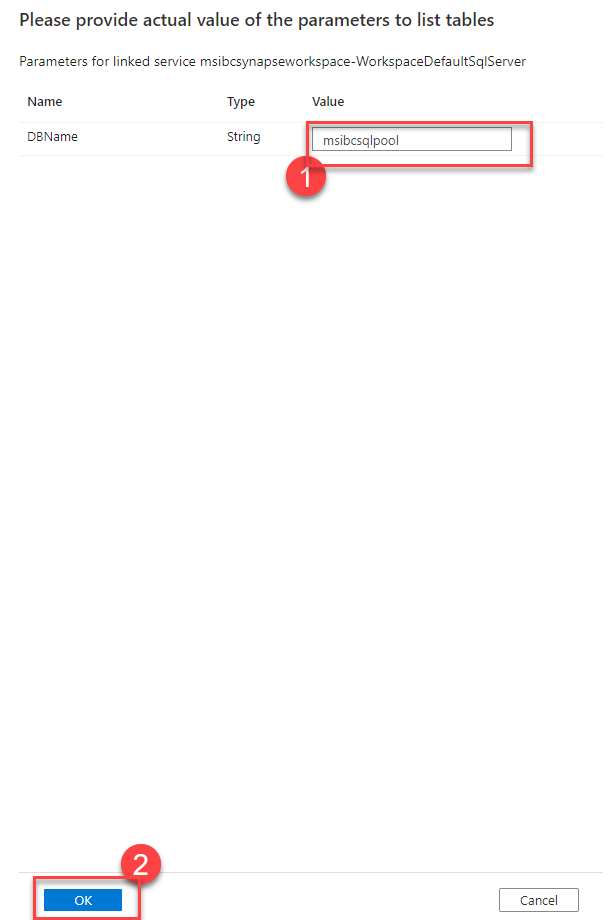 Please provide actual value of the parameters to list tables
Parameters for linked service msibcsynapseworkspace-WorkspaceDefaultSqlServer
Name Type Value
DBName String msibcsqlpool
1
2
OK Cancel